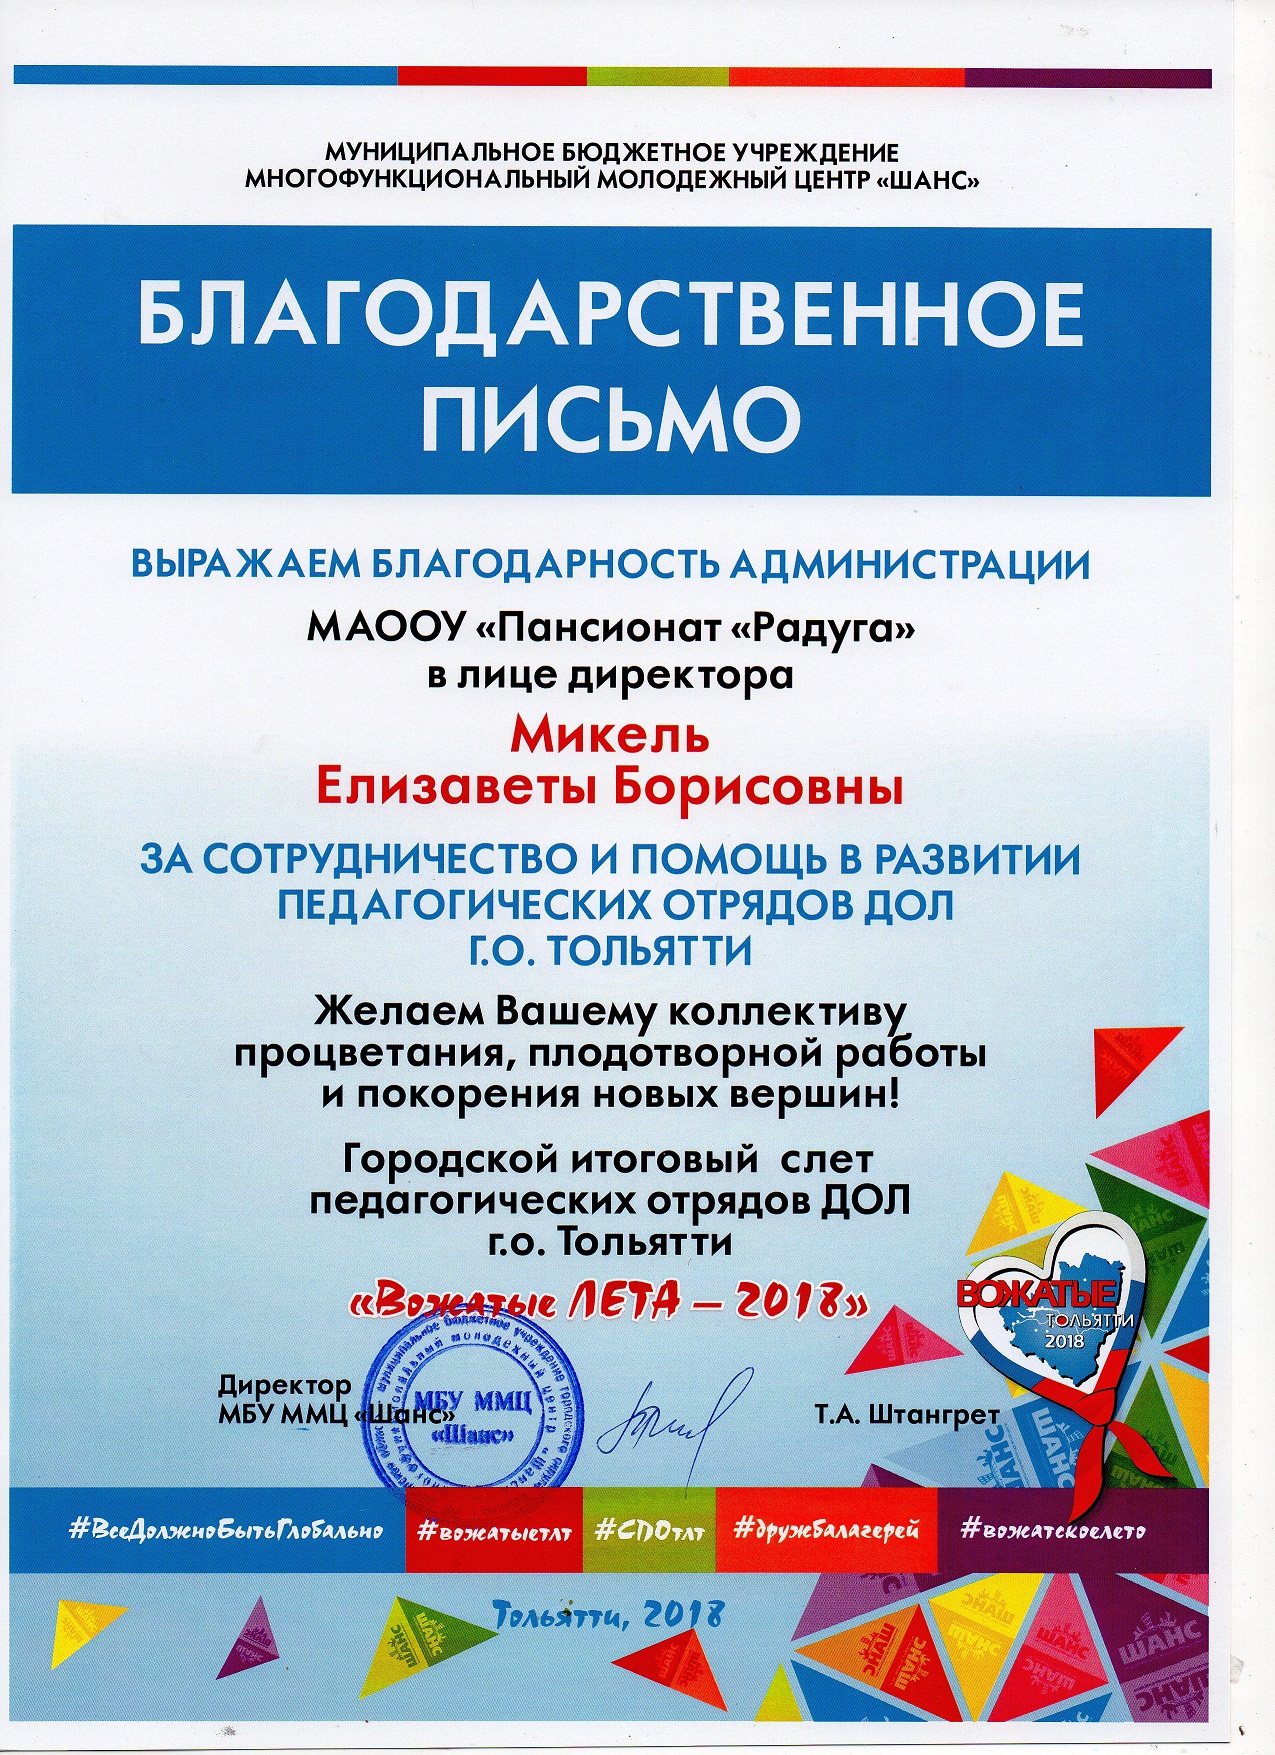 МУНИЦИПАЛЬНОЕ БЮДЖЕТНОЕ УЧРЕЖДЕНИЕ
МНОГОФУНКЦИОНАЛЬНЫЙ МОЛОДЕЖНЫЙ ЦЕНТР «ШАНС»
БЛАГОДАРСТВЕННОЕ
ПИСЬМО
ВЫРАЖАЕМ БЛАГОДАРНОСТЬ АДМИНИСТРАЦИИ
МАООУ «Пансионат «Радуга»
в лице директора
Микель
Елизаветы Борисовны
ЗА СОТРУДНИЧЕСТВО И ПОМОЩЬ В РАЗВИТИИ
ПЕДАГОГИЧЕСКИХ ОТРЯДОВ ДОЛ
Г.О. ТОЛЬЯТТИ
Желаем Вашему коллективу
процветания, плодотворной работы
и покорения новых вершин!
Городской итоговый слет
педагогических отрядов ДОЛ
г.о. Тольятти
«Вожатые ЛЕТА – 2018»
ВОЖАТЫЕ
ТОЛЬЯТТИ
2018
Директор
МБУ ММЦ «Шанс»
МБУ ММЦ
«Шанс»
Т.А. Штангрет
#ВсеДолжноБытьГлобально #вожатыетлт #СПОтлт #дружбалагерей #вожатскоелето
Тольятти, 2018